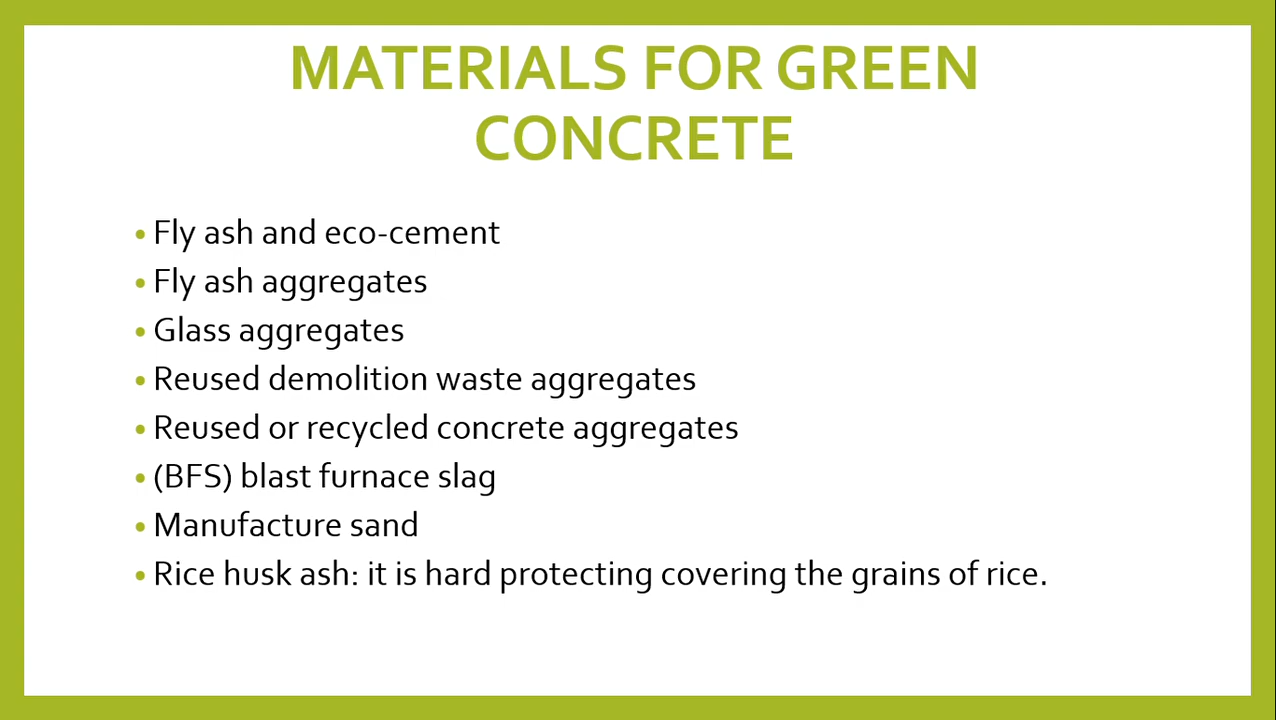 MATERIALS FOR GREEN
CONCRETE
• Fly ash and eco-cement
• Fly ash aggregates
• Glass aggregates
• Reused demolition waste aggregates
• Reused or recycled concrete aggregates
• (BFS) blast furnace slag
• Manufacture sand
• Rice husk ash: it is hard protecting covering the grains of rice.